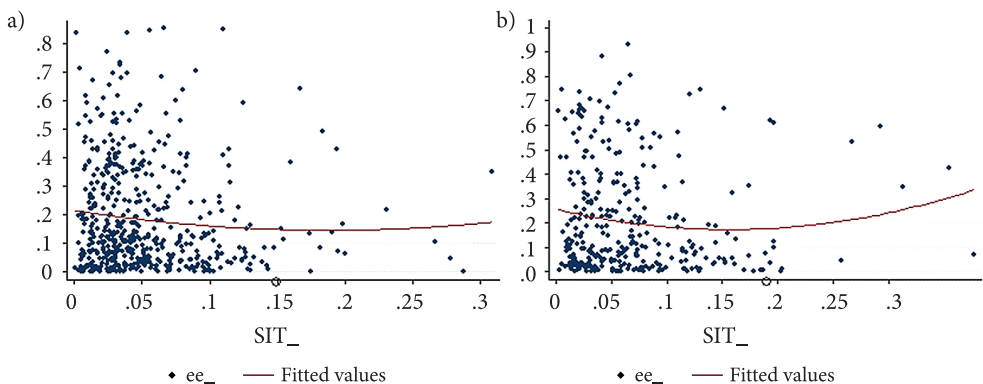 a)
.8
.7
.6
.5
.4
.3
.2
.1
0
0 .05 .1 .15 .2 .25 .3
SIT_
ee_ Fitted values
b)
1
.9
.8
.7
.6
.5
.4
.3
.2
.1
.0
0 .05 .1 .15 .2 .25 .3
SIT_
ee_ Fitted values